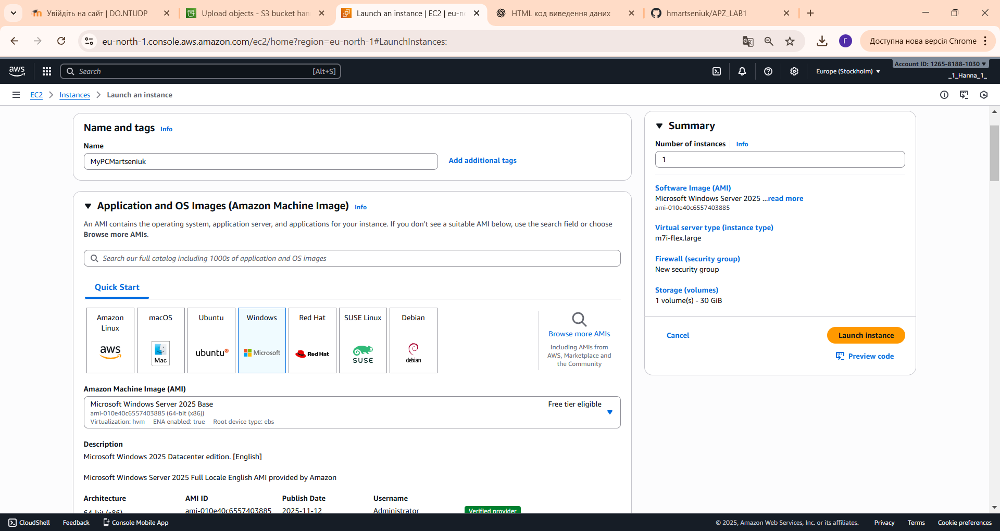 Увійдіть на сайт | DO.NTUDP
Upload objects - S3 bucket han
Launch an instance | EC2 | eu-no
HTML код виведення даних
hmartseniuk/APZ_LAB1
eu-north-1.console.aws.amazon.com/ec2/home?region=eu-north-1#LaunchInstances:
Г
Доступна нова версія Chrome
aws
Search
[Alt+S]
Europe (Stockholm)
Account ID: 1265-8188-1030
_1_Hanna_1_
EC2
Instances
Launch an instance
Name and tags Info
Name
MyPCMartseniuk
Add additional tags
Application and OS Images (Amazon Machine Image) Info
An AMI contains the operating system, application server, and applications for your instance. If you don't see a suitable AMI below, use the search field or choose
Browse more AMIs.
Search our full catalog including 1000s of application and OS images
Quick Start
Amazon
Linux
aws
macOS
Mac
Ubuntu
ubuntu
Windows
Microsoft
Red Hat
Red Hat
SUSE Linux
SUSE
Debian
debian
Browse more AMIs
Including AMIs from
AWS, Marketplace and
the Community
Amazon Machine Image (AMI)
Microsoft Windows Server 2025 Base
Free tier eligible
ami-010e40c6557403885 (64-bit (x86))
Virtualization: hvm ENA enabled: true Root device type: ebs
Description
Microsoft Windows 2025 Datacenter edition. [English]
Microsoft Windows Server 2025 Full Locale English AMI provided by Amazon
Architecture AMI ID Publish Date Username
64-bit (x86) ami-010e40c6557403885 2025-11-12 Administrator Verified provider
Summary
Number of instances Info
1
Software Image (AMI)
Microsoft Windows Server 2025 ...read more
ami-010e40c6557403885
Virtual server type (instance type)
m7i-flex.large
Firewall (security group)
New security group
Storage (volumes)
1 volume(s) - 30 GiB
Cancel
Launch instance
Preview code
CloudShell Feedback Console Mobile App
© 2025, Amazon Web Services, Inc. or its affiliates. Privacy Terms Cookie preferences